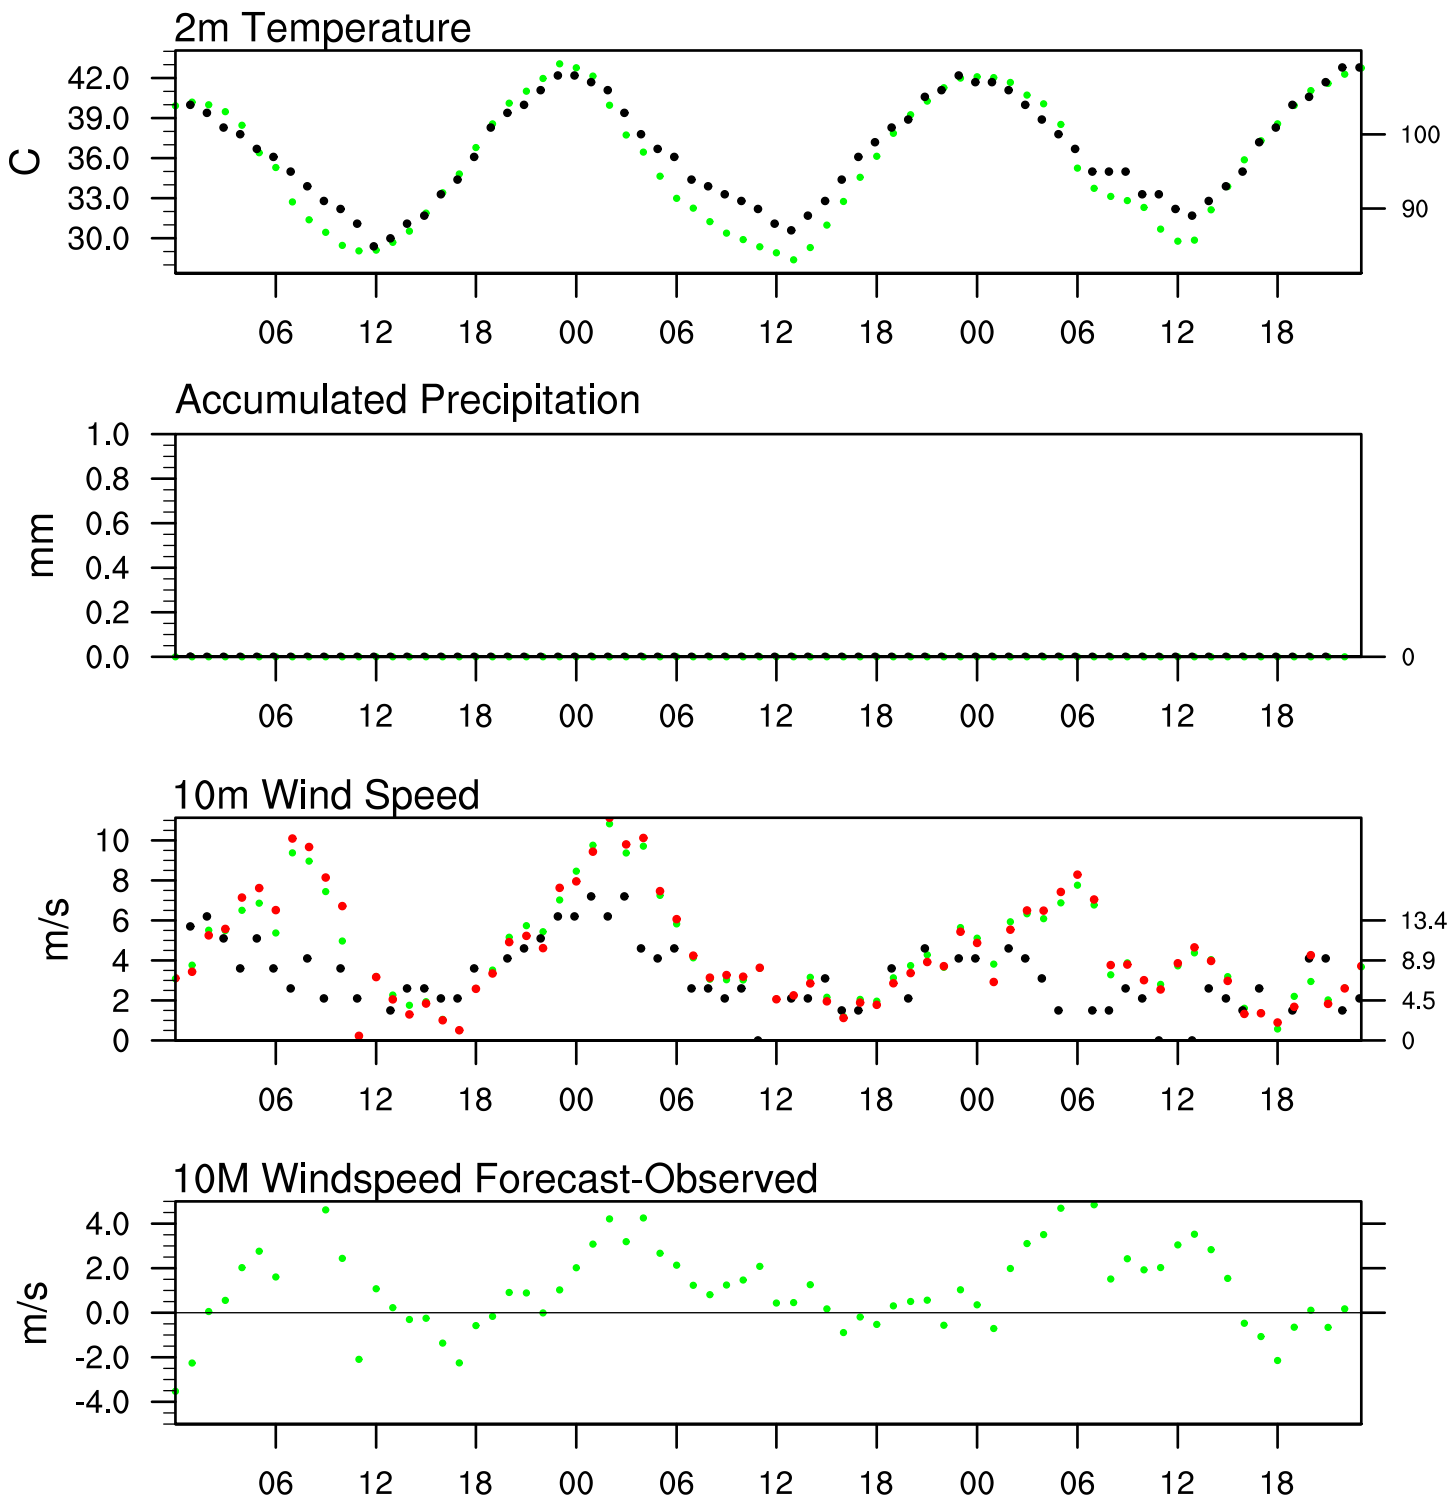 2m Temperature
42.0
39.0
36.0
33.0
30.0
C
100
90
06 12 18 00 06 12 18 00 06 12 18
Accumulated Precipitation
1.0
0.8
0.6
0.4
0.2
0.0
mm
0
06 12 18 00 06 12 18 00 06 12 18
10m Wind Speed
10
8
6
4
2
0
m/s
13.4
8.9
4.5
0
06 12 18 00 06 12 18 00 06 12 18
10M Windspeed Forecast-Observed
4.0
2.0
0.0
-2.0
-4.0
m/s
06 12 18 00 06 12 18 00 06 12 18